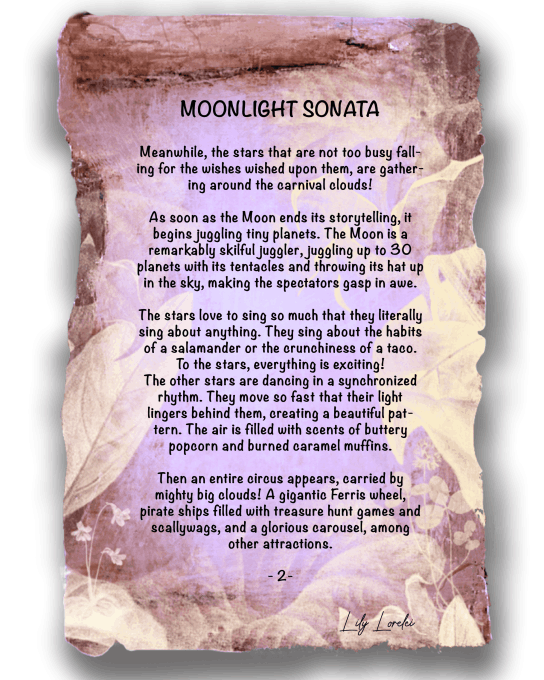 MOONLIGHT SONATA
Meanwhile, the stars that are not too busy fall-
ing for the wishes wished upon them, are gather-
ing around the carnival clouds!
As soon as the Moon ends its storytelling, it
begins juggling tiny planets. The Moon is a
remarkably skilful juggler, juggling up to 30
planets with its tentacles and throwing its hat up
in the sky, making the spectators gasp in awe.
The stars love to sing so much that they literally
sing about anything. They sing about the habits
of a salamander or the crunchiness of a taco.
To the stars, everything is exciting!
The other stars are dancing in a synchronized
rhythm. They move so fast that their light
lingers behind them, creating a beautiful pat-
tern. The air is filled with scents of buttery
popcorn and burned caramel muffins.
Then an entire circus appears, carried by
mighty big clouds! A gigantic Ferris wheel,
pirate ships filled with treasure hunt games and
scallywags, and a glorious carousel, among
other attractions.
- 2-
Lily Lorelei